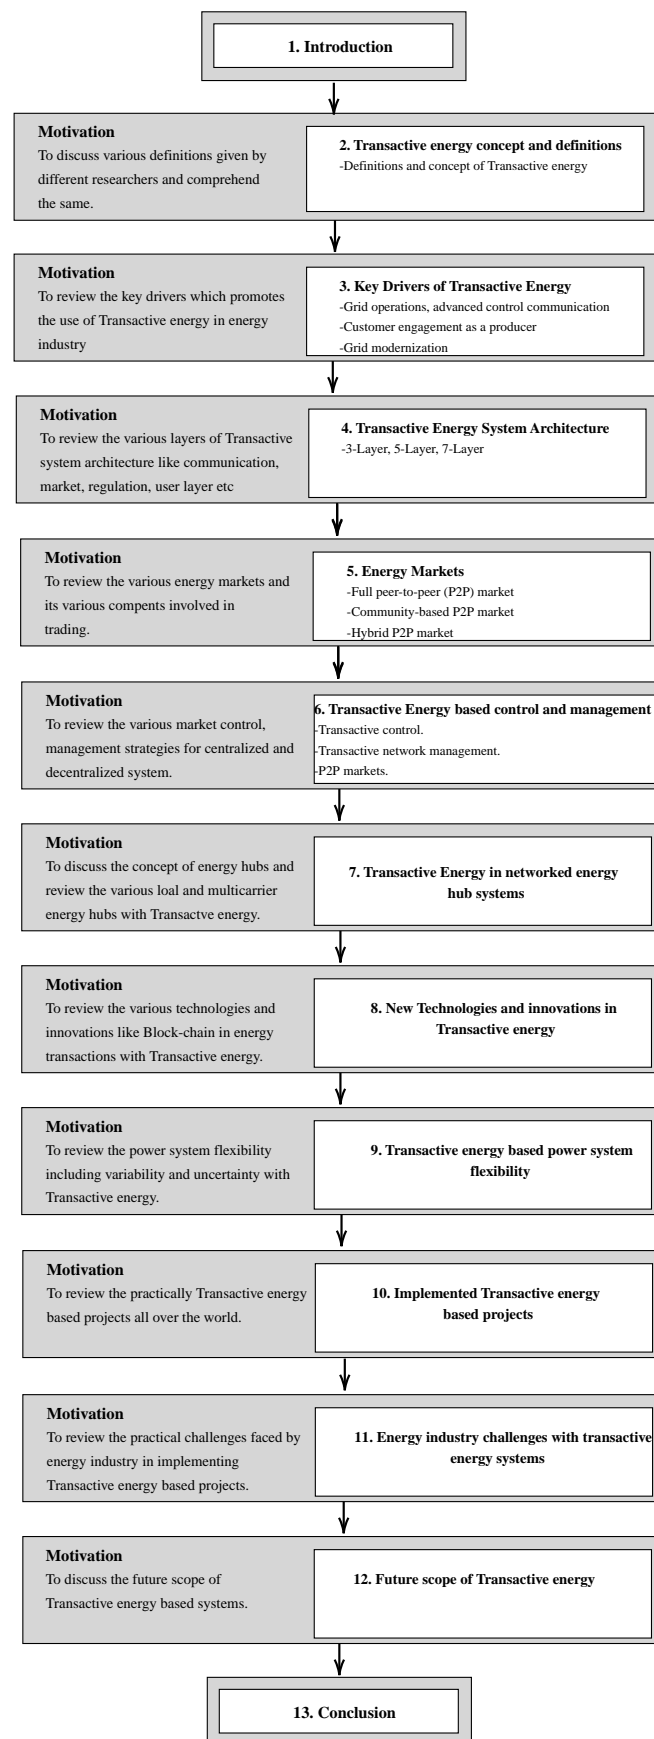 1. Introduction
Motivation
To discuss various definitions given by
different researchers and comprehend
the same.
2. Transactive energy concept and definitions
-Definitions and concept of Transactive energy
Motivation
To review the key drivers which promotes
the use of Transactive energy in energy
industry
3. Key Drivers of Transactive Energy
-Grid operations, advanced control communication
-Customer engagement as a producer
-Grid modernization
Motivation
To review the various layers of Transactive
system architecture like communication,
market, regulation, user layer etc
4. Transactive Energy System Architecture
-3-Layer, 5-Layer, 7-Layer
Motivation
To review the various energy markets and
its various compents involved in
trading.
5. Energy Markets
-Full peer-to-peer (P2P) market
-Community-based P2P market
-Hybrid P2P market
Motivation
To review the various market control,
management strategies for centralized and
decentralized system.
6. Transactive Energy based control and management
-Transactive control.
-Transactive network management.
-P2P markets.
Motivation
To discuss the concept of energy hubs and
review the various loal and multicarrier
energy hubs with Transactve energy.
7. Transactive Energy in networked energy
hub systems
Motivation
To review the various technologies and
innovations like Block-chain in energy
transactions with Transactive energy.
8. New Technologies and innovations in
Transactive energy
Motivation
To review the power system flexibility
including variability and uncertainty with
Transactive energy.
9. Transactive energy based power system
flexibility
Motivation
To review the practically Transactive energy
based projects all over the world.
10. Implemented Transactive energy
based projects
Motivation
To review the practical challenges faced by
energy industry in implementing
Transactive energy based projects.
11. Energy industry challenges with transactive
energy systems
Motivation
To discuss the future scope of
Transactive energy based systems.
12. Future scope of Transactive energy
13. Conclusion